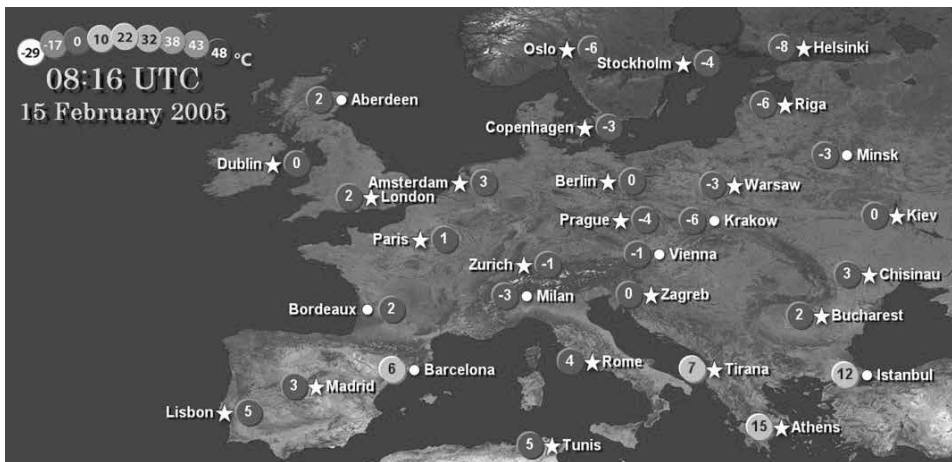 -29 -17 0 10 22 32 38 43 48 °C
08:16 UTC
15 February 2005
Oslo -6
Stockholm -4
-8 Helsinki
2 Aberdeen
-6 Riga
Copenhagen -3
-3 Minsk
Dublin 0
Amsterdam 3
Berlin 0
-3 Warsaw
2 London
Prague -4
-6 Krakow
0 Kiev
Paris 1
-1 Vienna
Zurich -1
3 Chisinau
-3 Milan
0 Zagreb
Bordeaux 2
2 Bucharest
4 Rome
6 Barcelona
7 Tirana
12 Istanbul
3 Madrid
Lisbon 5
15 Athens
5 Tunis